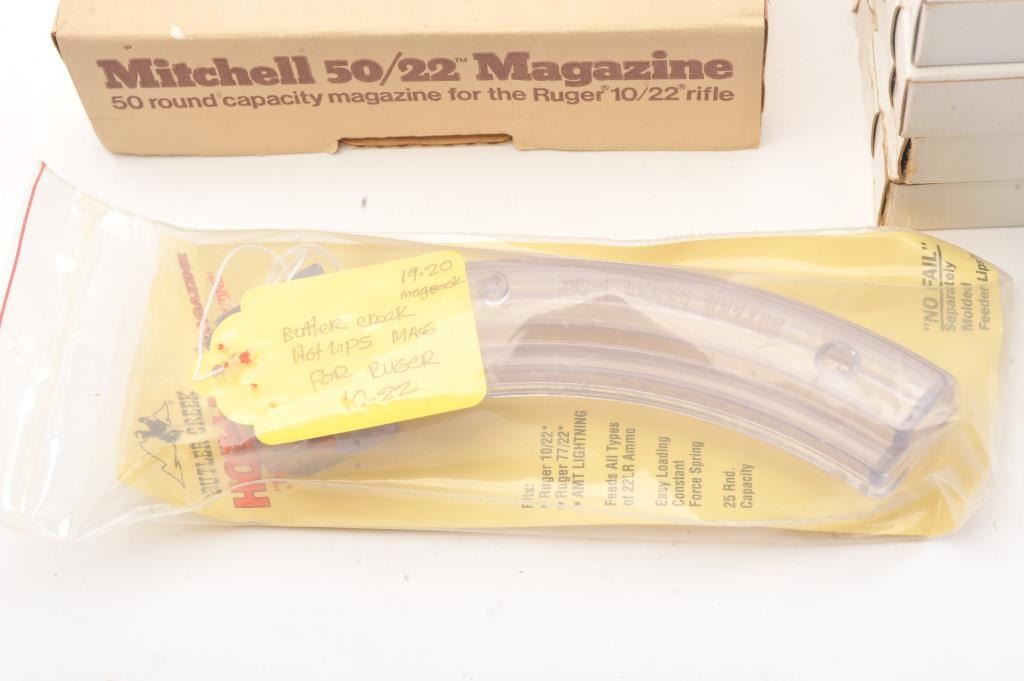 Mitchell 50/22™ Magazine
50 round capacity magazine for the Ruger® 10/22® rifle
19.20
Butler Creek
Hot Lips Mag
For Ruger
10-22
BUTLER CREEK
HO
"NO FAIL"
Separately
Molded
Feeder Lips
Fits:
• Ruger 10/22*
• Ruger 77/22*
• AMT LIGHTNING
Feeds All Types
of 22LR Ammo
Easy Loading
Constant
Force Spring
25 Rnd.
Capacity